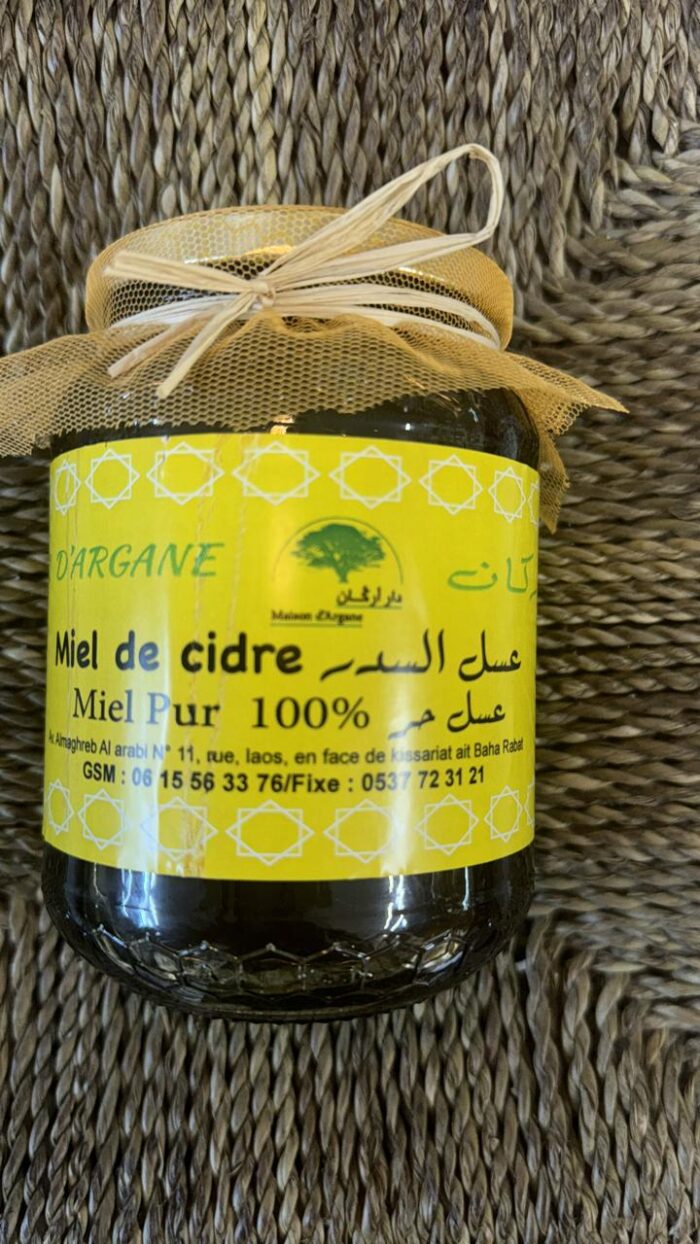 D'ARGANE
دار أركان
Maison d'Argane
Miel de cidre عسل السدر
Miel Pur 100% عسل حر
Av. Almaghreb Al arabi N° 11, rue, laos, en face de kissariat ait Baha Rabat
GSM : 06 15 56 33 76/Fixe : 0537 72 31 21